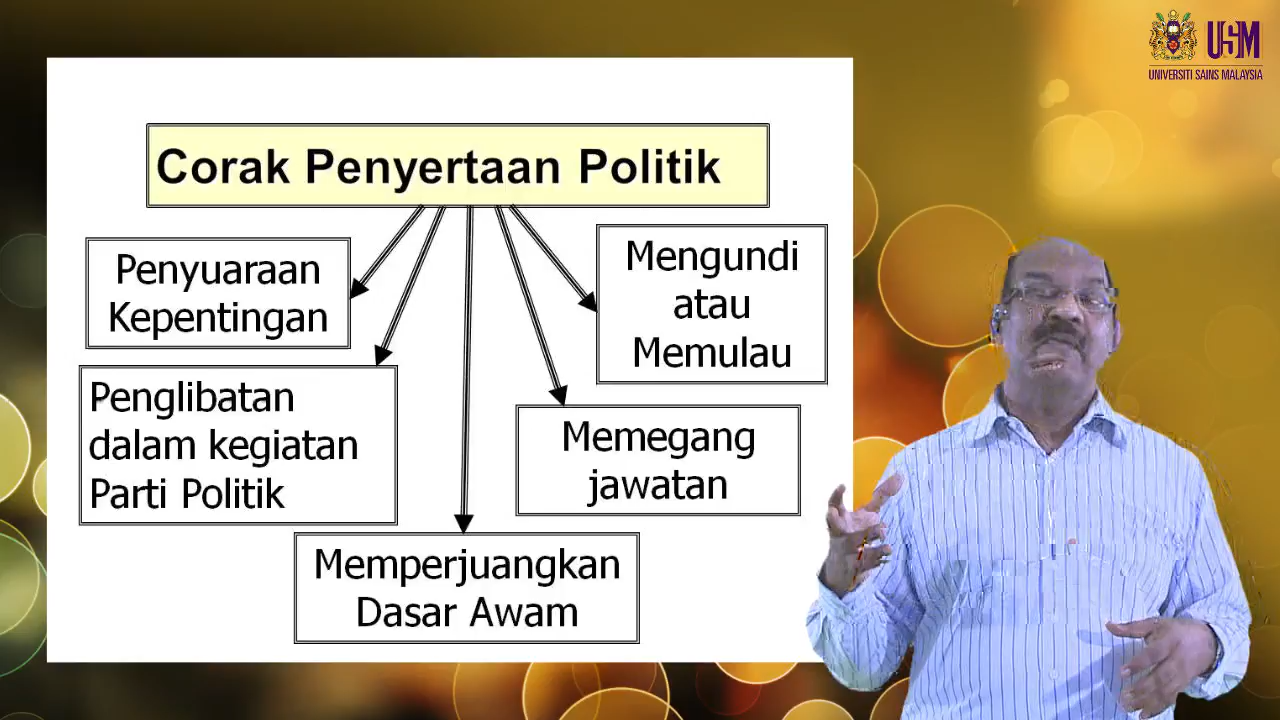 USM
UNIVERSITI SAINS MALAYSIA
Corak Penyertaan Politik
Penyuaraan
Kepentingan
Penglibatan
dalam kegiatan
Parti Politik
Memperjuangkan
Dasar Awam
Memegang
jawatan
Mengundi
atau
Memulau